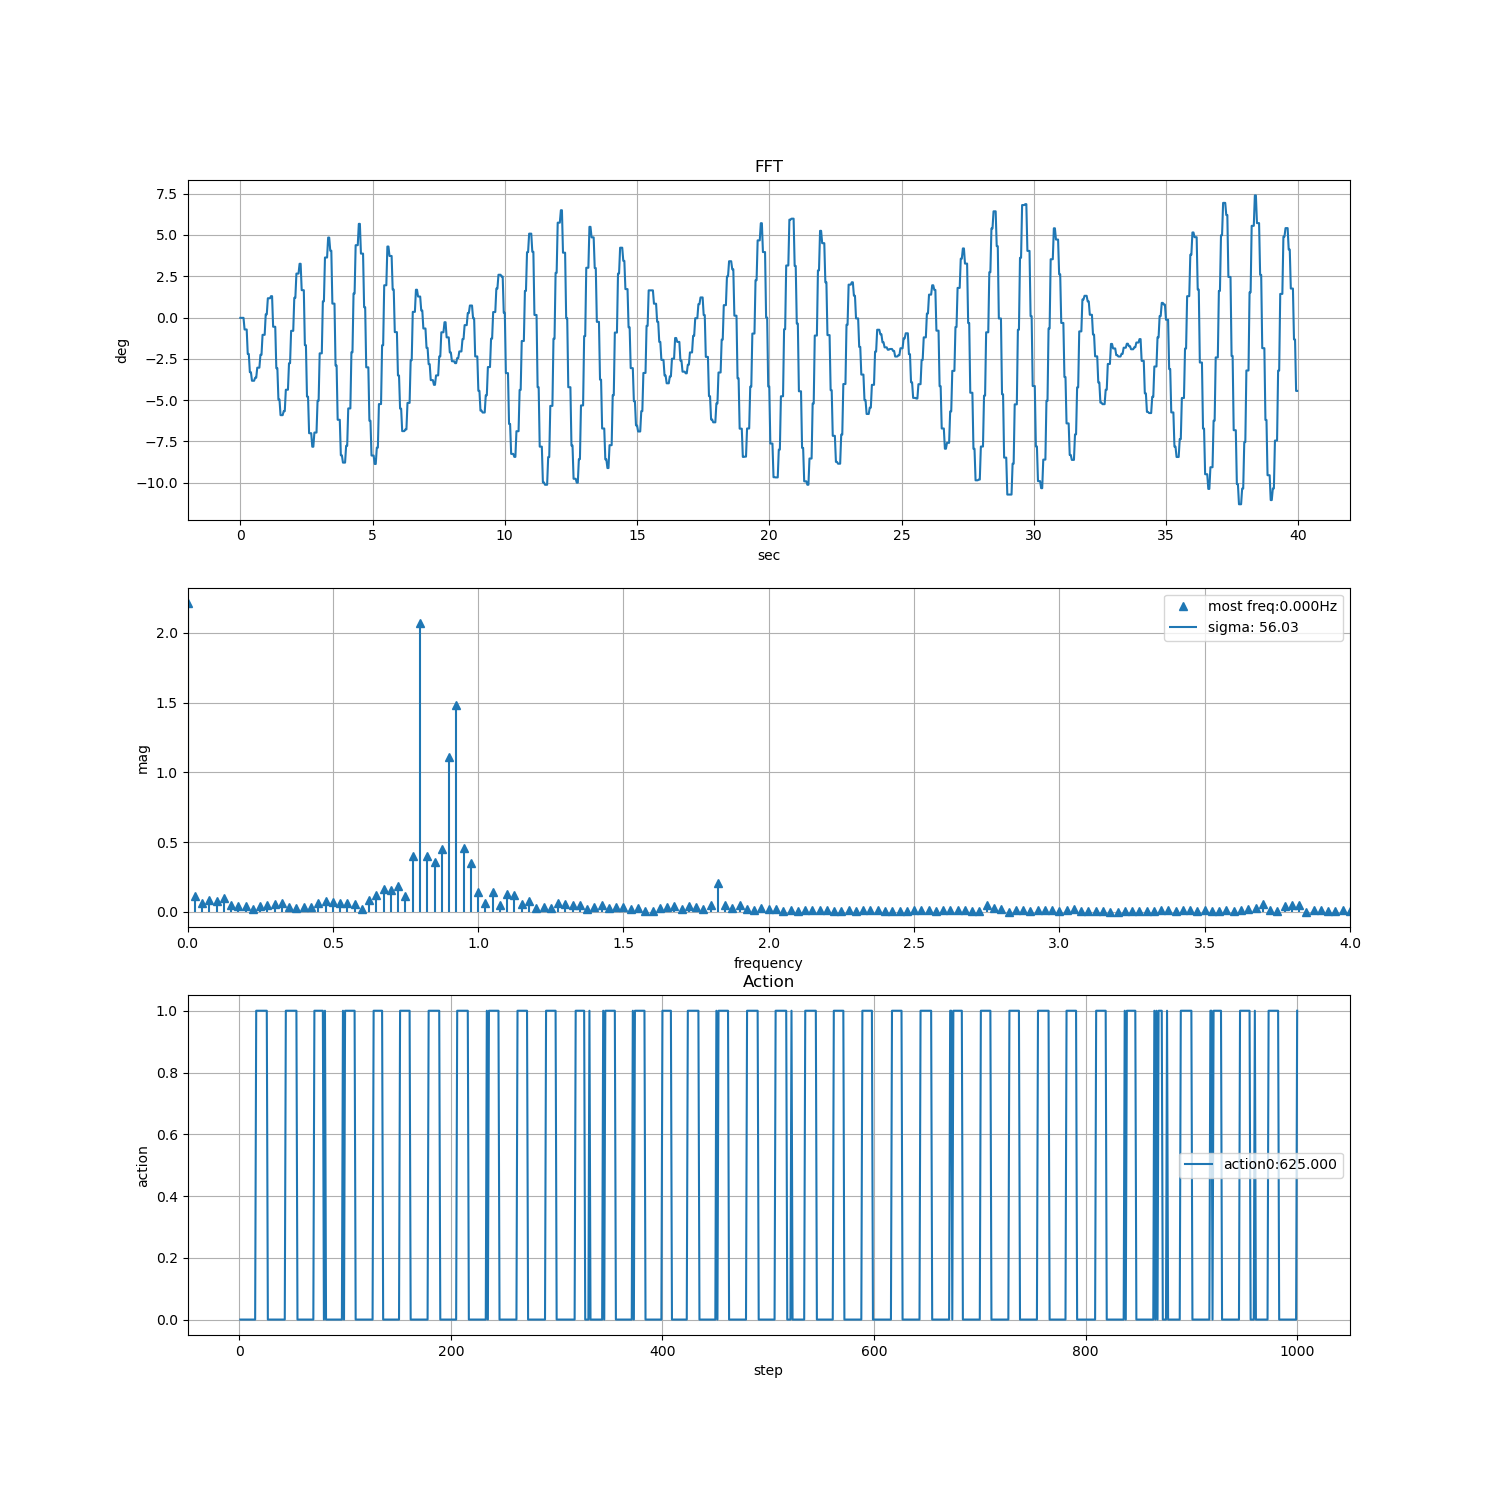 FFT
7.5
5.0
2.5
0.0
−2.5
−5.0
−7.5
−10.0
deg
0 5 10 15 20 25 30 35 40
sec
most freq:0.000Hz
sigma: 56.03
2.0
1.5
1.0
0.5
0.0
mag
0.0 0.5 1.0 1.5 2.0 2.5 3.0 3.5 4.0
frequency
Action
1.0
0.8
0.6
0.4
0.2
0.0
action
action0:625.000
0 200 400 600 800 1000
step